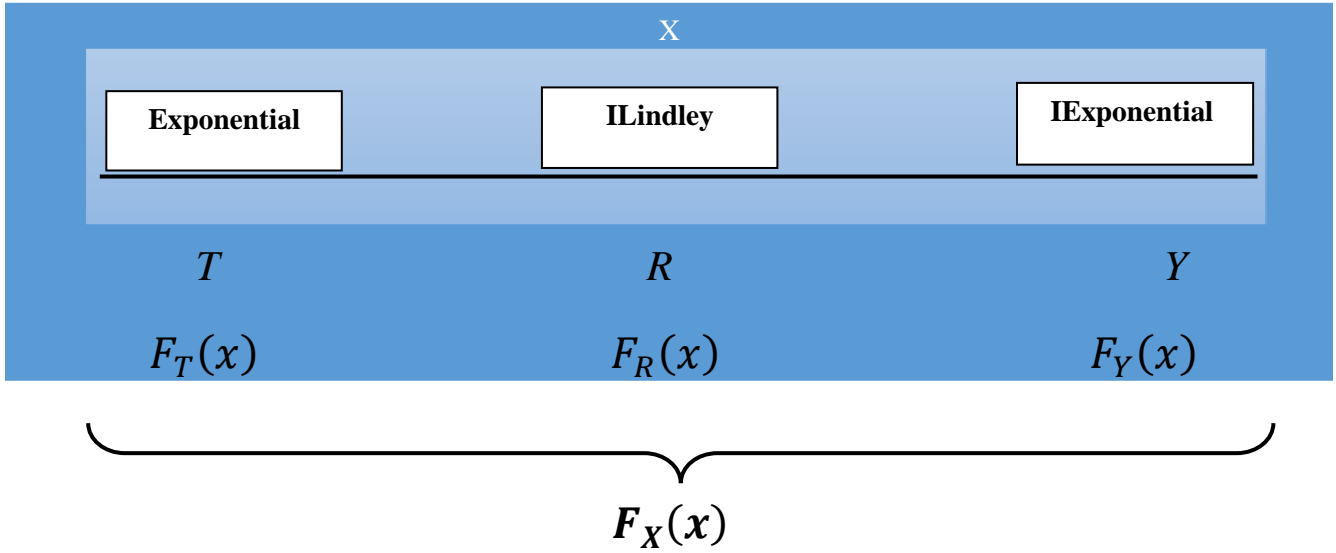 X
Exponential ILindley IExponential
T R Y
F_T(x) F_R(x) F_Y(x)
F_X(x)